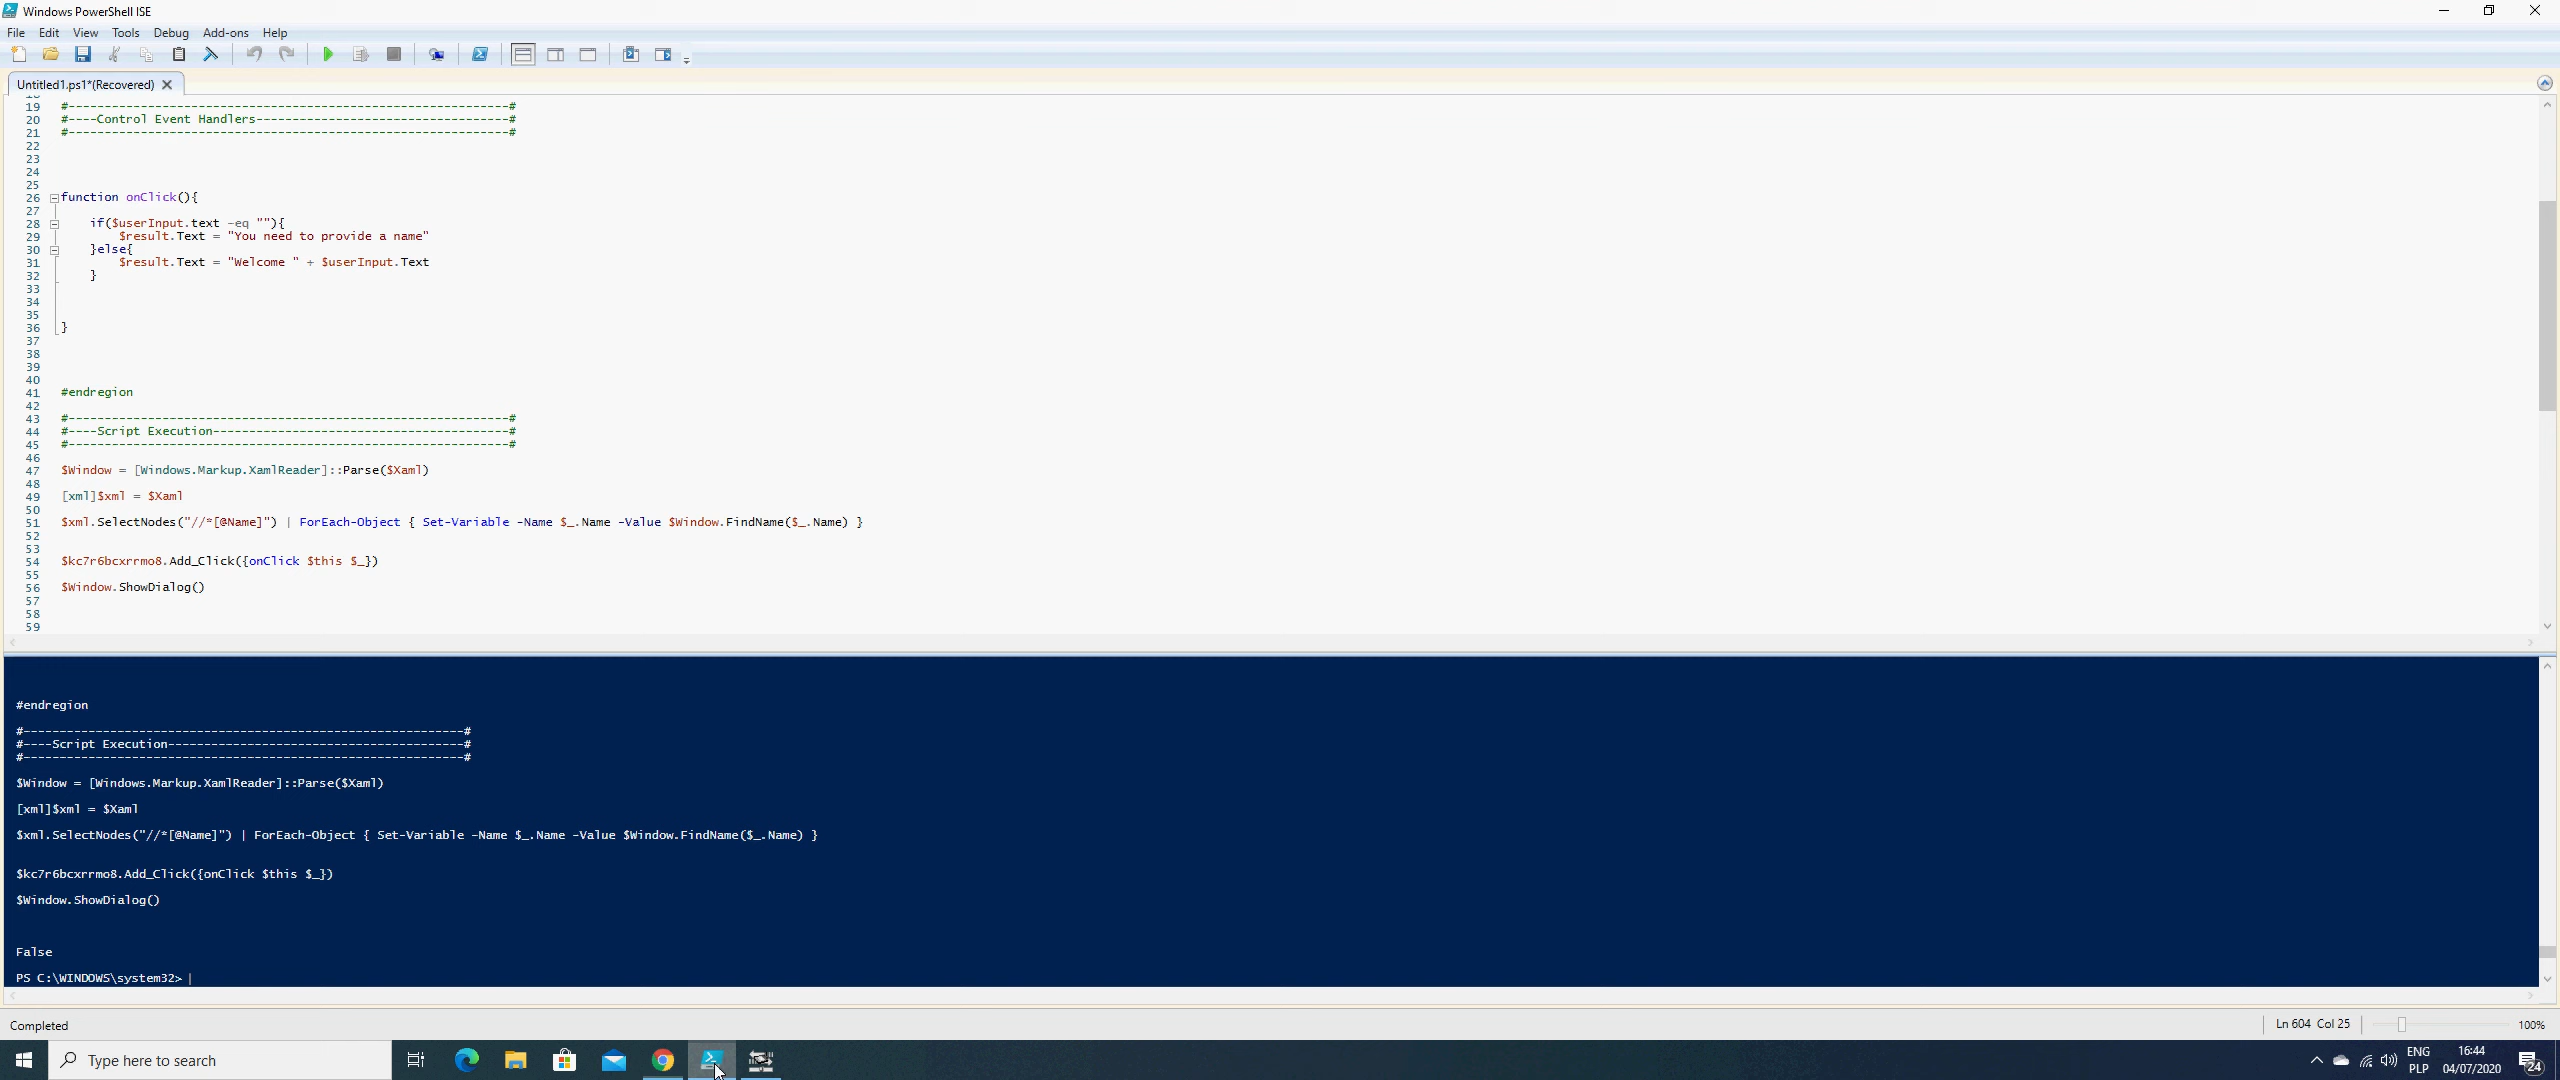 Windows PowerShell ISE
File Edit View Tools Debug Add-ons Help
Untitled1.ps1*(Recovered)
19 #-------------------------------------------------------------#
20 #----Control Event Handlers-----------------------------------#
21 #-------------------------------------------------------------#
22
23
24
25
26 function onClick(){
27
28 if($userInput.text -eq ""){
29 $result.Text = "You need to provide a name"
30 }else{
31 $result.Text = "Welcome " + $userInput.Text
32 }
33
34
35
36 }
37
38
39
40
41 #endregion
42
43 #-------------------------------------------------------------#
44 #----Script Execution-----------------------------------------#
45 #-------------------------------------------------------------#
46
47 $Window = [Windows.Markup.XamlReader]::Parse($Xaml)
48
49 [xml]$xml = $Xaml
50
51 $xml.SelectNodes("//*[@Name]") | ForEach-Object { Set-Variable -Name $_.Name -Value $Window.FindName($_.Name) }
52
53
54 $kc7r6bcxrrmo8.Add_Click({onClick $this $_})
55
56 $Window.ShowDialog()
57
58
59
#endregion
#-------------------------------------------------------------#
#----Script Execution-----------------------------------------#
#-------------------------------------------------------------#
$Window = [Windows.Markup.XamlReader]::Parse($Xaml)
[xml]$xml = $Xaml
$xml.SelectNodes("//*[@Name]") | ForEach-Object { Set-Variable -Name $_.Name -Value $Window.FindName($_.Name) }
$kc7r6bcxrrmo8.Add_Click({onClick $this $_})
$Window.ShowDialog()
False
PS C:\WINDOWS\system32>
Completed Ln 604 Col 25 100%
Type here to search ENG 16:44
PLP 04/07/2020 24